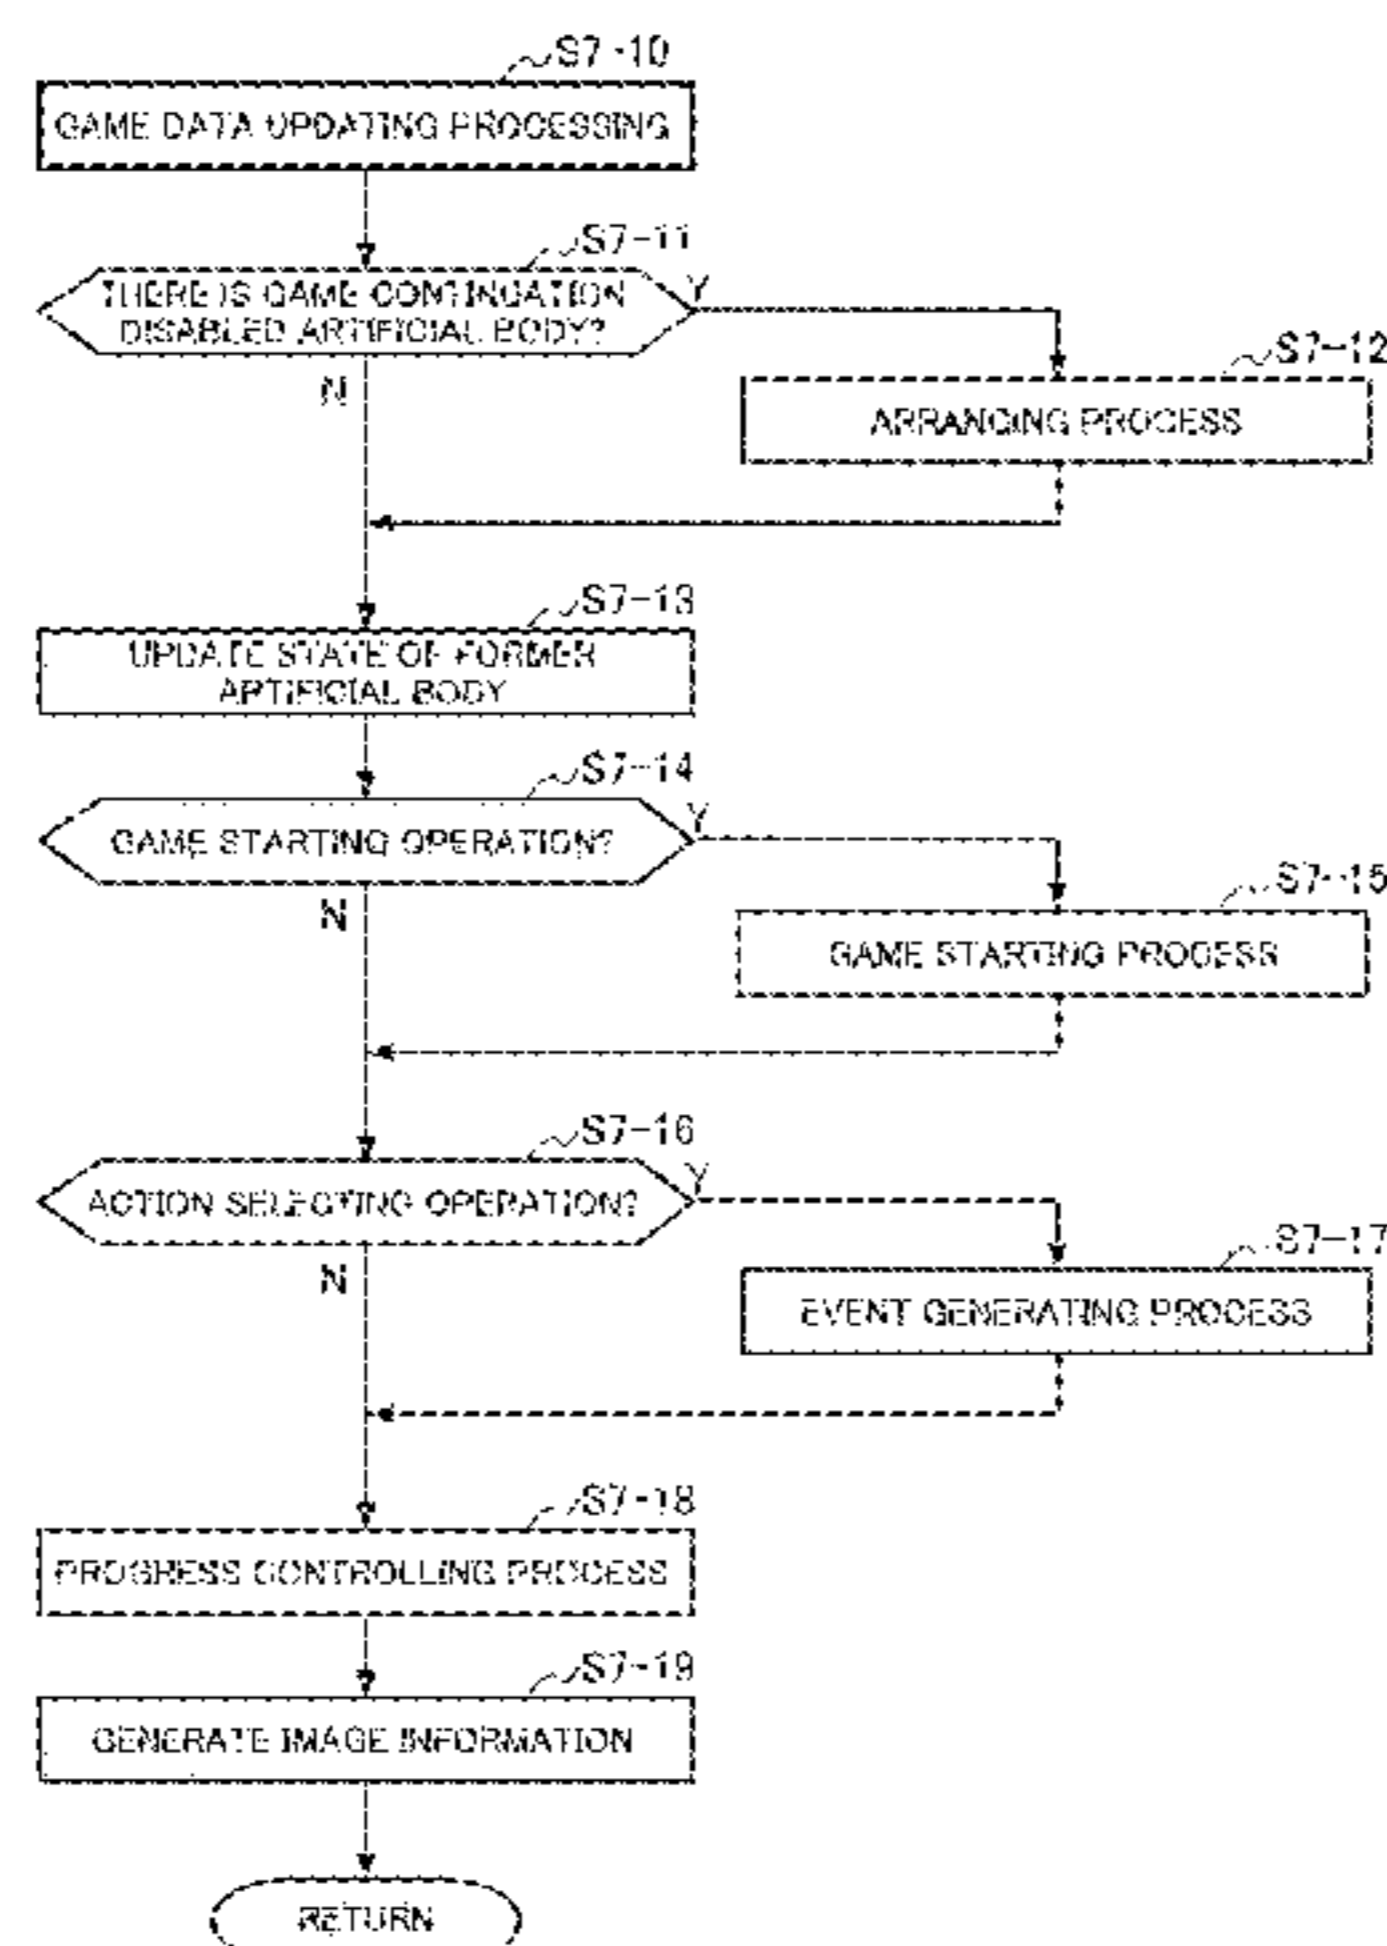 S7-10
GAME DATA UPDATING PROCESSING
S7-11
THERE IS GAME CONTINUATION
DISABLED ARTIFICIAL BODY?
Y
N
S7-12
ARRANGING PROCESS
S7-13
UPDATE STATE OF FORMER
ARTIFICIAL BODY
S7-14
GAME STARTING OPERATION?
Y
N
S7-15
GAME STARTING PROCESS
S7-16
ACTION SELECTING OPERATION?
Y
N
S7-17
EVENT GENERATING PROCESS
S7-18
PROGRESS CONTROLLING PROCESS
S7-19
GENERATE IMAGE INFORMATION
RETURN